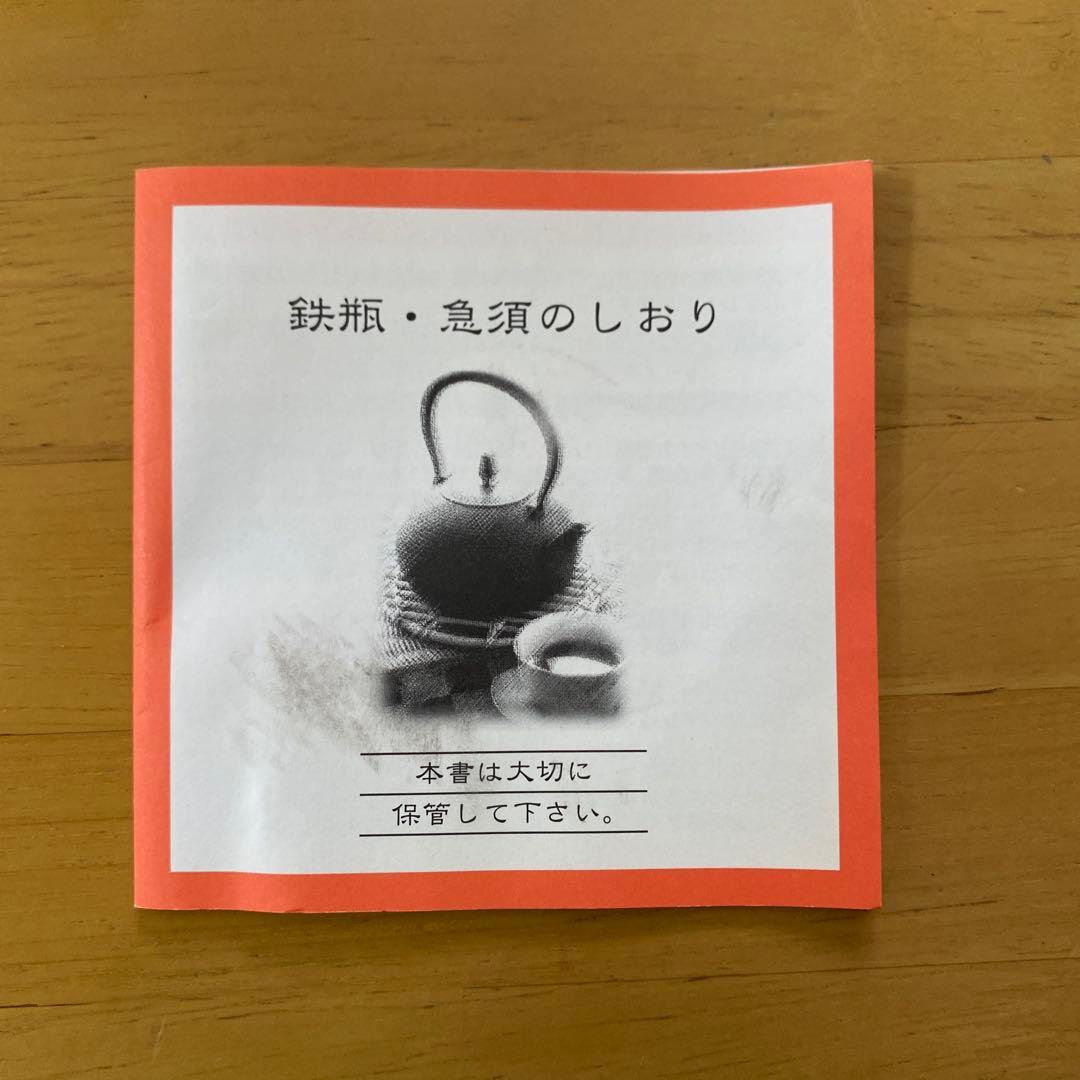 鉄瓶・急須のしおり
本書は大切に
保管して下さい。